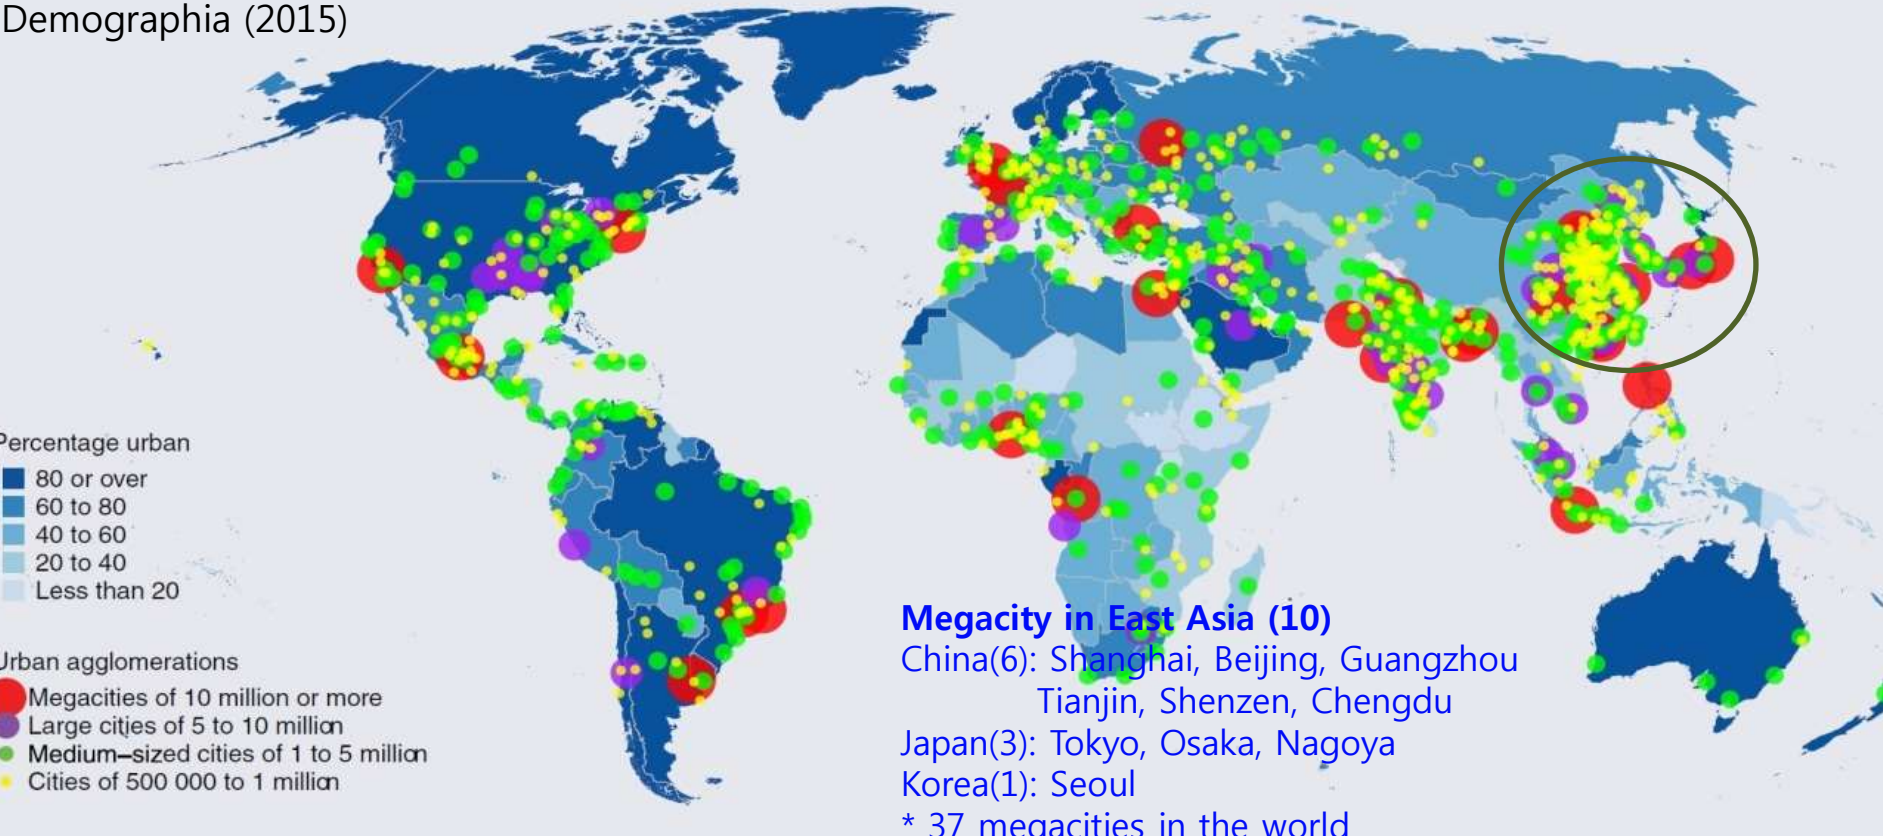 Demographia (2015)
Percentage urban
80 or over
60 to 80
40 to 60
20 to 40
Less than 20
Urban agglomerations
Megacities of 10 million or more
Large cities of 5 to 10 million
Medium–sized cities of 1 to 5 million
Cities of 500 000 to 1 million
Megacity in East Asia (10)
China(6): Shanghai, Beijing, Guangzhou
Tianjin, Shenzen, Chengdu
Japan(3): Tokyo, Osaka, Nagoya
Korea(1): Seoul
* 37 megacities in the world